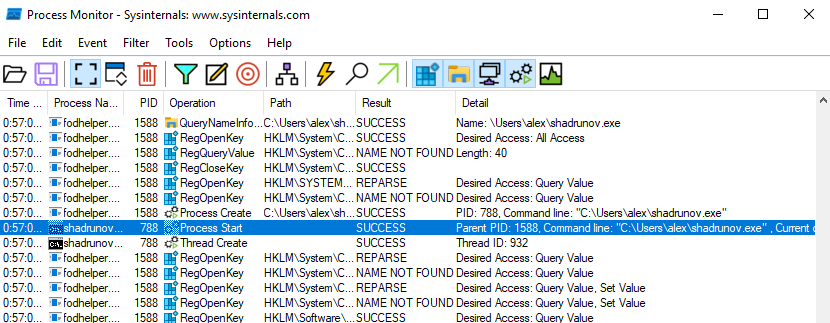 Process Monitor - Sysinternals: www.sysinternals.com
File Edit Event Filter Tools Options Help
Time ... Process Na... PID Operation Path Result Detail
0:57:0... fodhelper.... 1588 QueryNameInfo... C:\Users\alex\sh... SUCCESS Name: \Users\alex\shadrunov.exe
0:57:0... fodhelper.... 1588 RegOpenKey HKLM\System\C... SUCCESS Desired Access: All Access
0:57:0... fodhelper.... 1588 RegQueryValue HKLM\System\C... NAME NOT FOUND Length: 40
0:57:0... fodhelper.... 1588 RegCloseKey HKLM\System\C... SUCCESS
0:57:0... fodhelper.... 1588 RegOpenKey HKLM\SYSTEM... REPARSE Desired Access: Query Value
0:57:0... fodhelper.... 1588 RegOpenKey HKLM\System\C... NAME NOT FOUND Desired Access: Query Value
0:57:0... fodhelper.... 1588 Process Create C:\Users\alex\sh... SUCCESS PID: 788, Command line: "C:\Users\alex\shadrunov.exe"
0:57:0... shadrunov... 788 Process Start SUCCESS Parent PID: 1588, Command line: "C:\Users\alex\shadrunov.exe" , Current d
0:57:0... shadrunov... 788 Thread Create SUCCESS Thread ID: 932
0:57:0... fodhelper.... 1588 RegOpenKey HKLM\System\C... REPARSE Desired Access: Query Value
0:57:0... fodhelper.... 1588 RegOpenKey HKLM\System\C... NAME NOT FOUND Desired Access: Query Value
0:57:0... fodhelper.... 1588 RegOpenKey HKLM\System\C... REPARSE Desired Access: Query Value, Set Value
0:57:0... fodhelper.... 1588 RegOpenKey HKLM\System\C... NAME NOT FOUND Desired Access: Query Value, Set Value
0:57:0... fodhelper.... 1588 RegOpenKey HKLM\Software\... SUCCESS Desired Access: Query Value